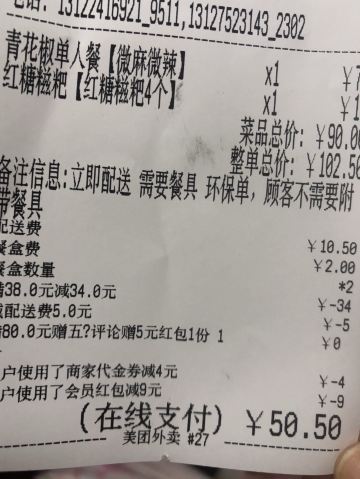 电话: 13122416921_9511,13127523143_2302
青花椒单人餐【微麻微辣】 x1 ￥7
红糖糍粑【红糖糍粑4个】 x1 ￥1
菜品总价: ￥90.00
整单总价: ￥102.50
备注信息:立即配送 需要餐具 环保单, 顾客不需要附
带餐具
配送费 ￥10.50
餐盒费 ￥2.00
餐盒数量 *2
满38.0元减34.0元 ￥-34
减配送费5.0元 ￥-5
满80.0元赠五?评论赠5元红包1份 1 ￥0
户使用了商家代金券减4元 ￥-4
户使用了会员红包减9元 ￥-9
(在线支付) ￥50.50
美团外卖 #27